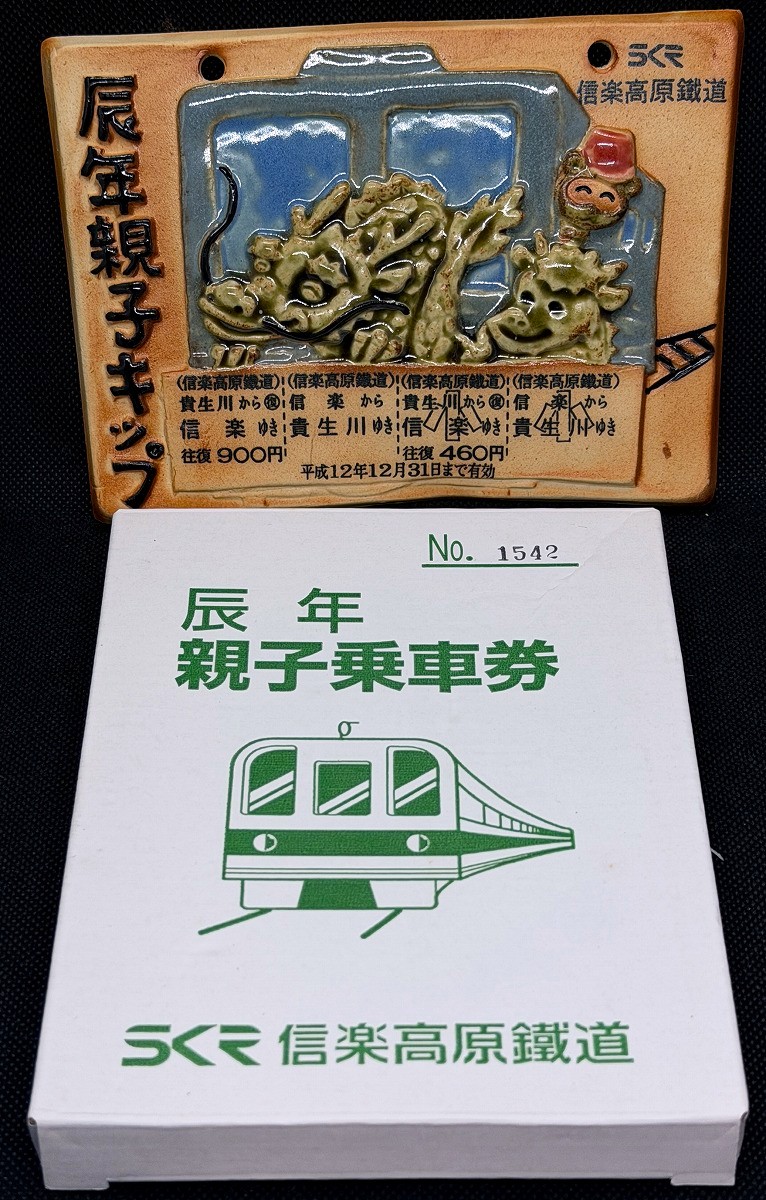 SKR
信楽高原鐵道
辰年親子キップ
(信楽高原鐵道)
貴生川から復
信楽ゆき
往復900円
(信楽高原鐵道)
信楽から
貴生川ゆき
(信楽高原鐵道)
貴生川から復
信楽ゆき
往復460円
(信楽高原鐵道)
信楽から
貴生川ゆき
平成12年12月31日まで有効
No. 1542
辰年
親子乗車券
SKR 信楽高原鐵道